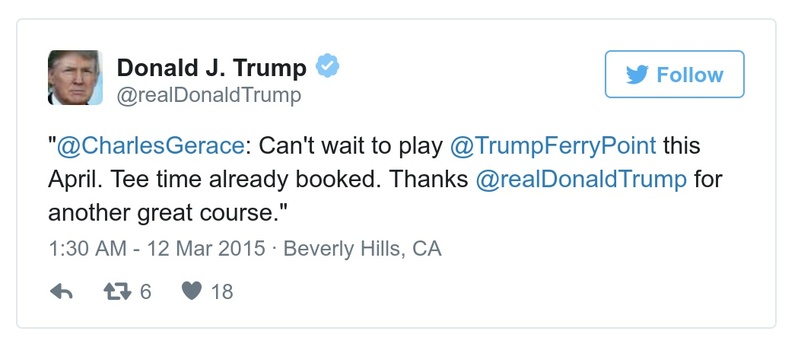 Donald J. Trump
@realDonaldTrump
Follow
"@CharlesGerace: Can't wait to play @TrumpFerryPoint this
April. Tee time already booked. Thanks @realDonaldTrump for
another great course."
1:30 AM - 12 Mar 2015 · Beverly Hills, CA
6 18